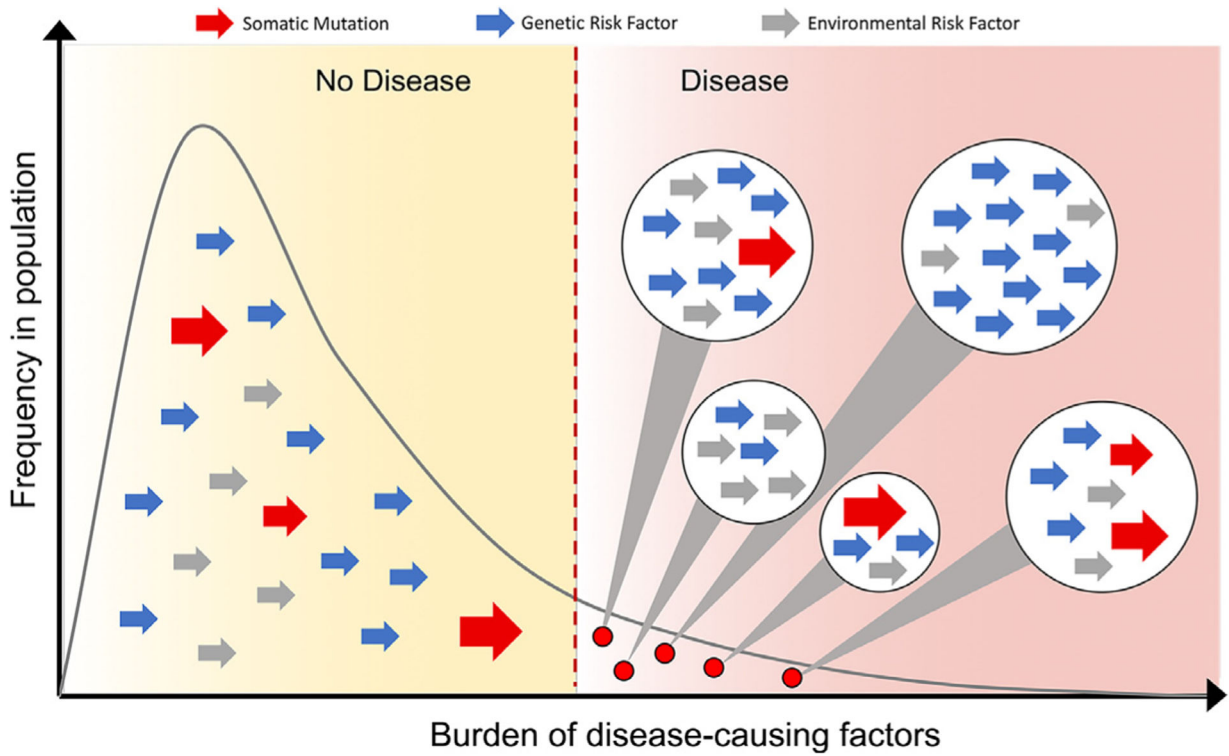 Somatic Mutation
Genetic Risk Factor
Environmental Risk Factor
No Disease
Disease
Frequency in population
Burden of disease-causing factors